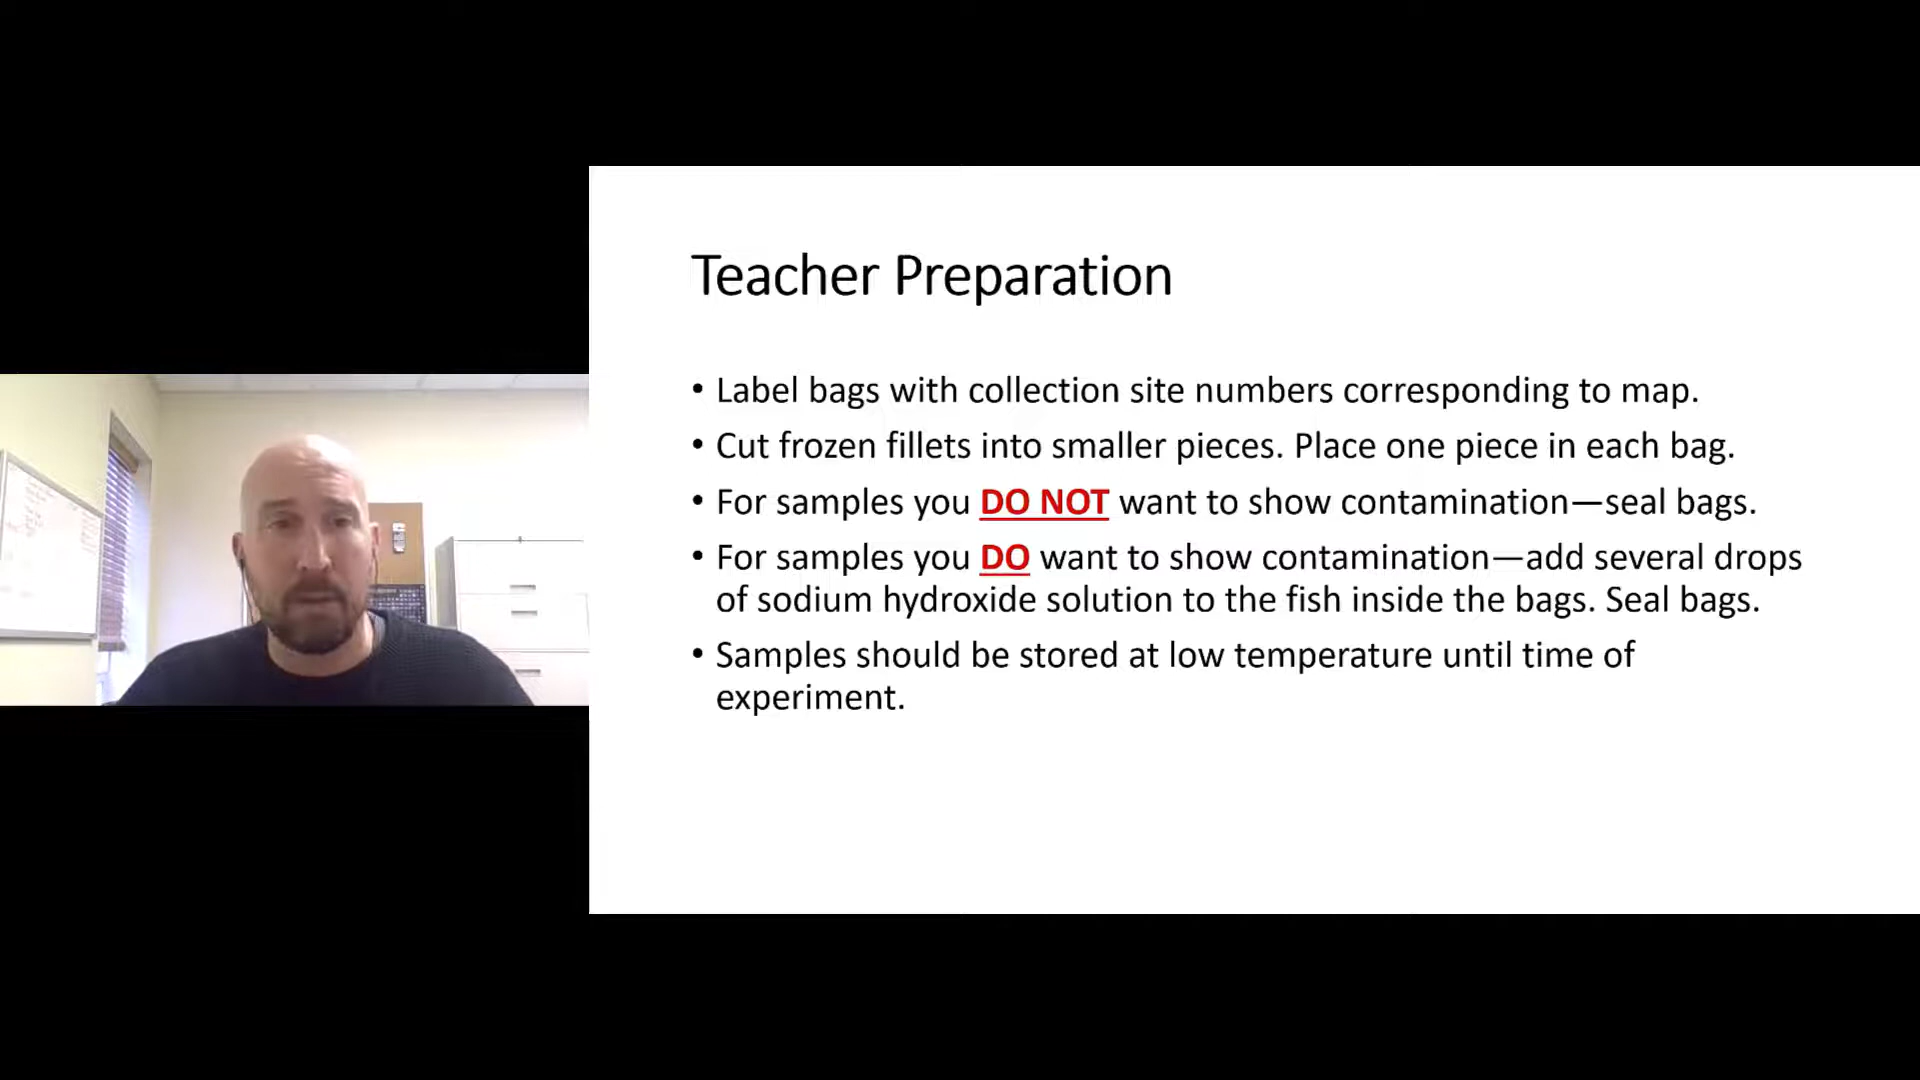 Teacher Preparation
• Label bags with collection site numbers corresponding to map.
• Cut frozen fillets into smaller pieces. Place one piece in each bag.
• For samples you DO NOT want to show contamination—seal bags.
• For samples you DO want to show contamination—add several drops
of sodium hydroxide solution to the fish inside the bags. Seal bags.
• Samples should be stored at low temperature until time of
experiment.